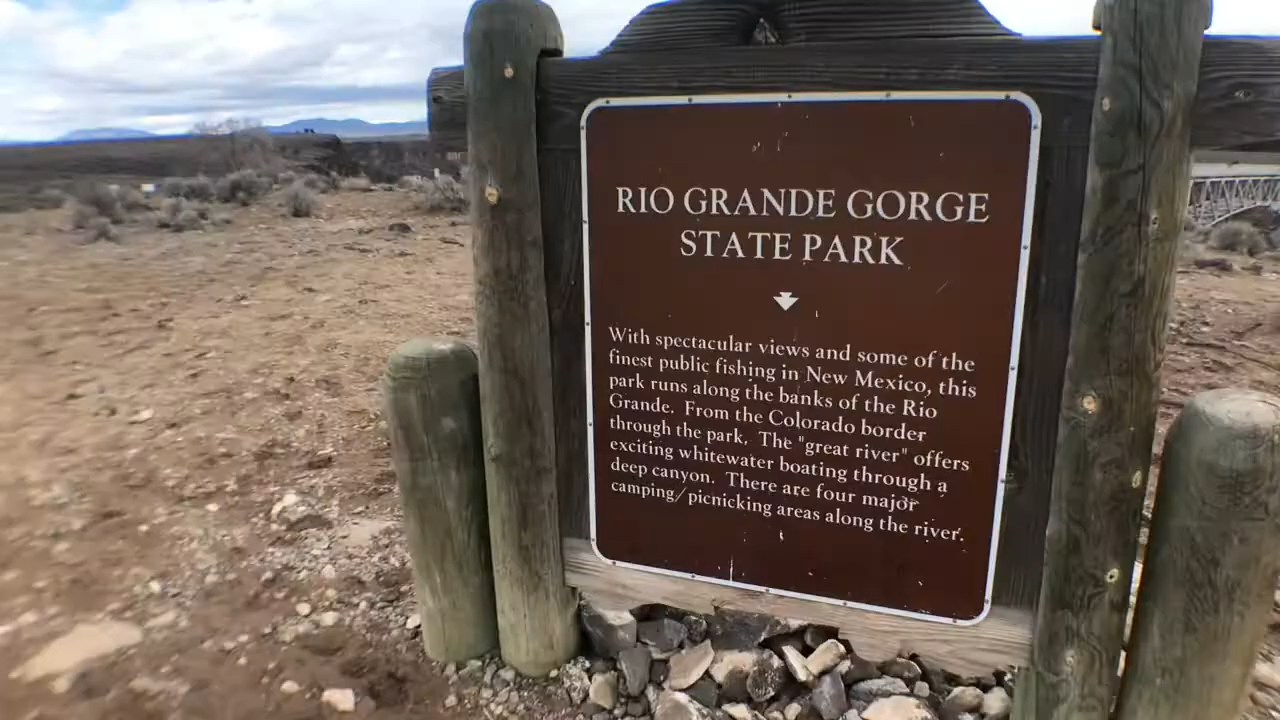 RIO GRANDE GORGE
STATE PARK
With spectacular views and some of the
finest public fishing in New Mexico, this
park runs along the banks of the Rio
Grande. From the Colorado border
through the park, The "great river" offers
exciting whitewater boating through a
deep canyon. There are four major
camping/picnicking areas along the river.